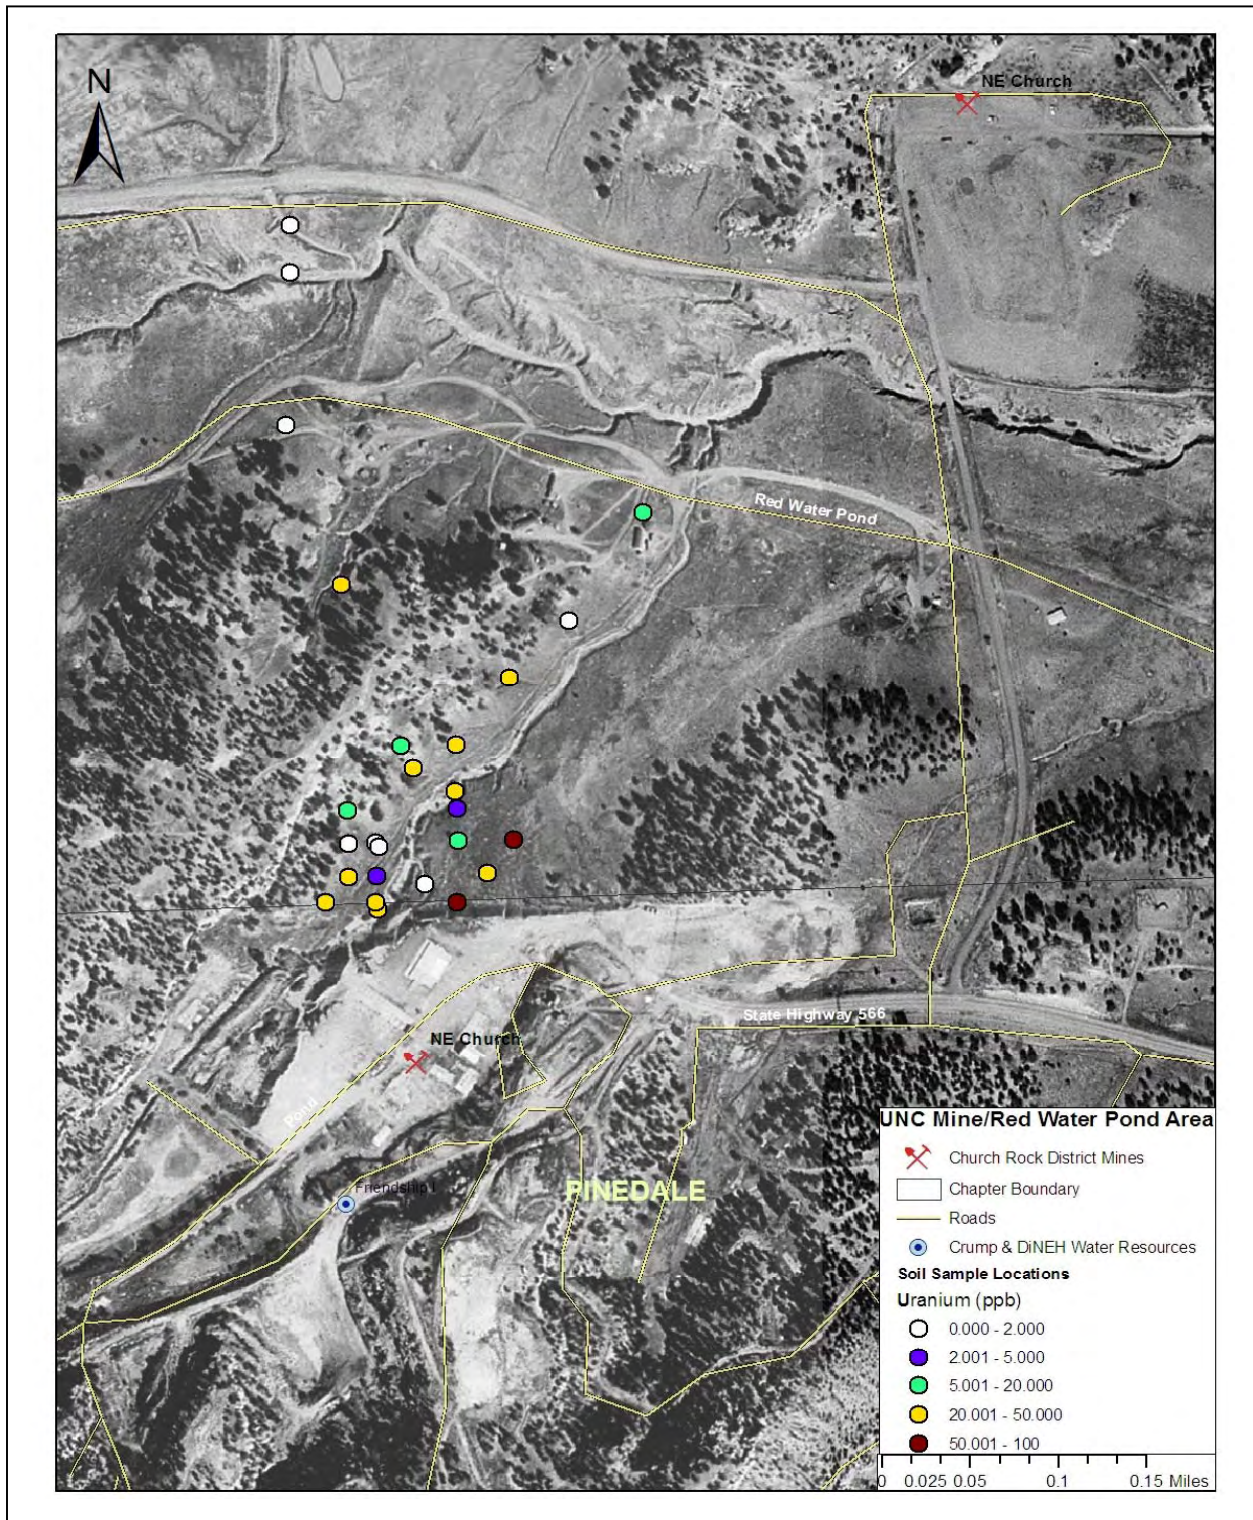 N
NE Church
Red Water Pond
State Highway 566
NE Church
Pond
Friendship I
PINEDALE
UNC Mine/Red Water Pond Area
Church Rock District Mines
Chapter Boundary
Roads
Crump & DiNEH Water Resources
Soil Sample Locations
Uranium (ppb)
0.000 - 2.000
2.001 - 5.000
5.001 - 20.000
20.001 - 50.000
50.001 - 100
0 0.025 0.05 0.1 0.15 Miles